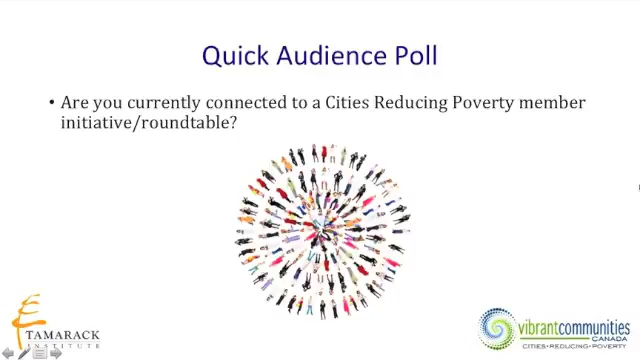 Quick Audience Poll
• Are you currently connected to a Cities Reducing Poverty member
initiative/roundtable?
TAMARACK
INSTITUTE
vibrantcommunities
CANADA
CITIES·REDUCING·POVERTY